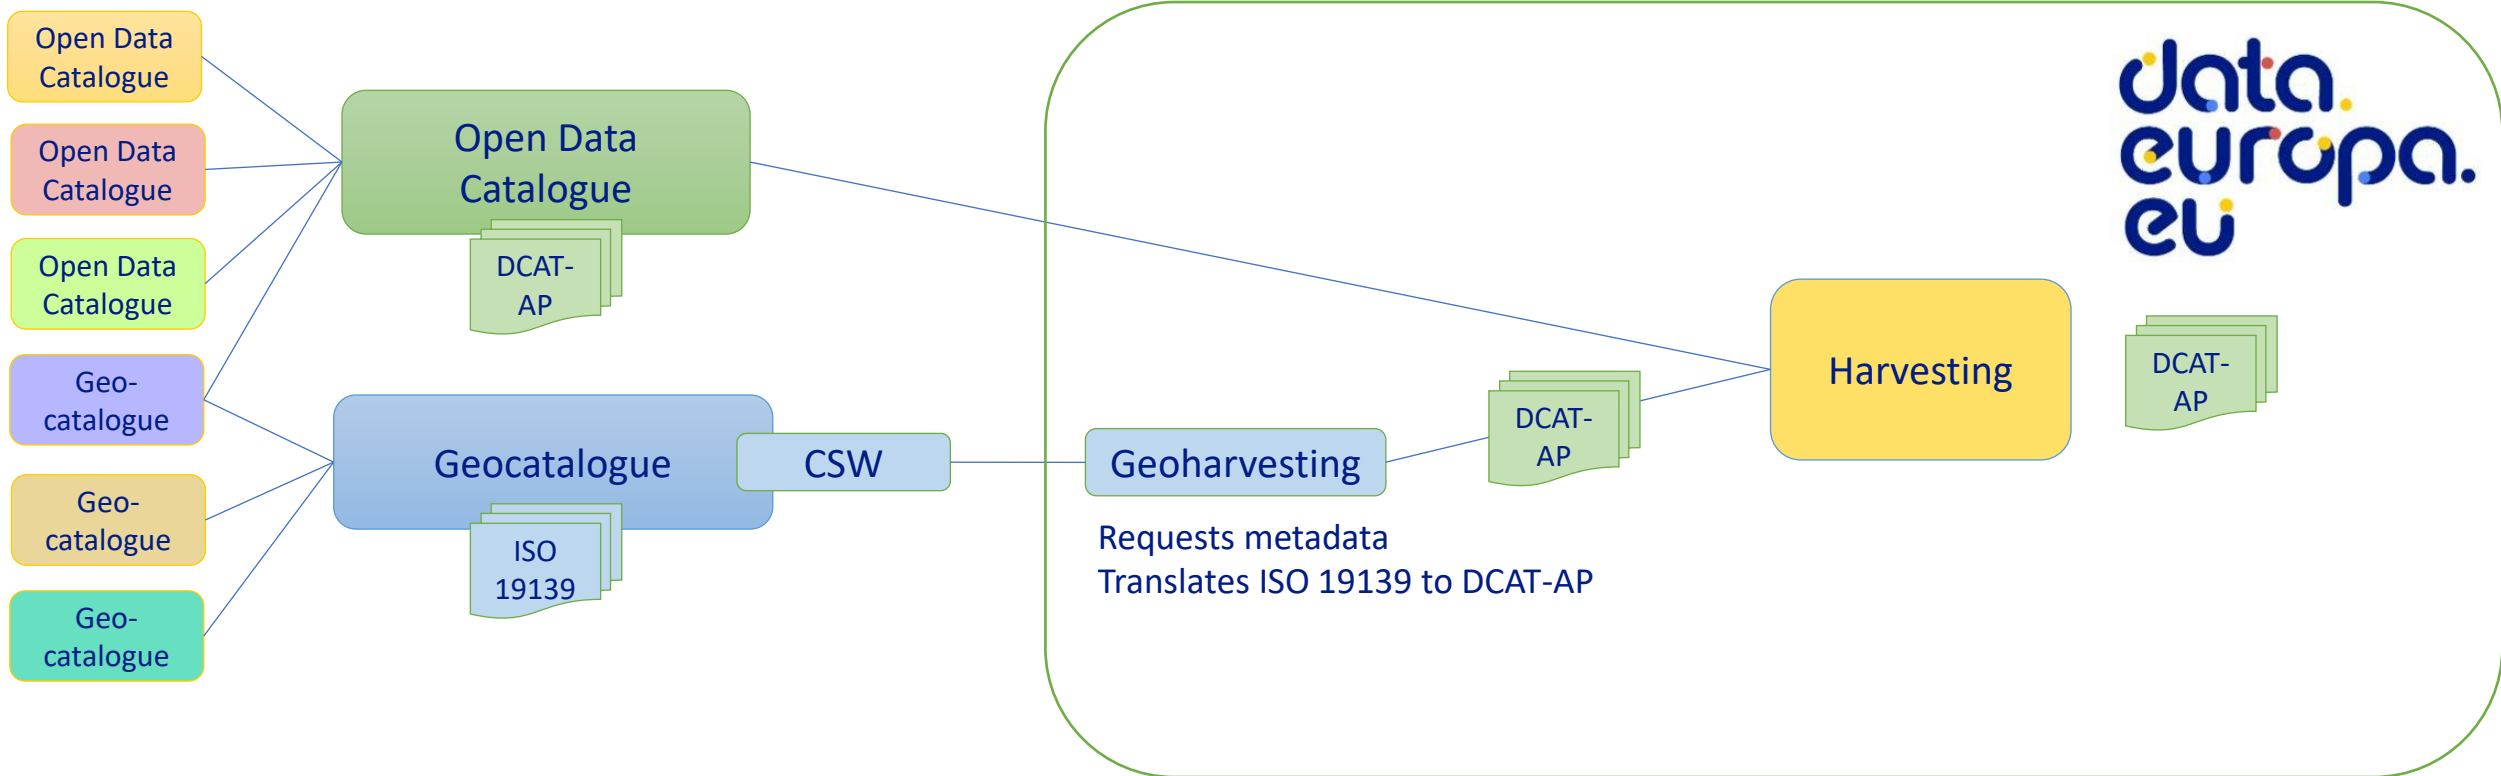 Open Data
Catalogue
Open Data
Catalogue
Open Data
Catalogue
Geo-
catalogue
Geo-
catalogue
Geo-
catalogue
Open Data
Catalogue
DCAT-
AP
Geocatalogue
CSW
ISO
19139
Geoharvesting
Requests metadata
Translates ISO 19139 to DCAT-AP
DCAT-
AP
Harvesting
data.
europa.
eu
DCAT-
AP